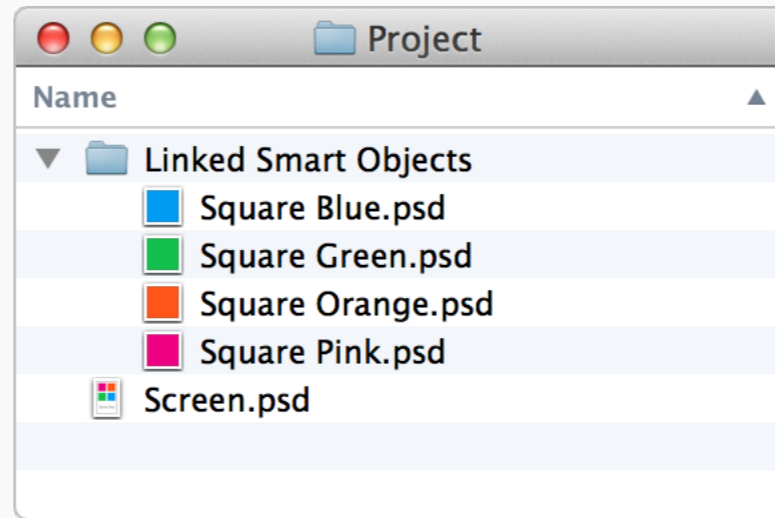 Project
Name
Linked Smart Objects
Square Blue.psd
Square Green.psd
Square Orange.psd
Square Pink.psd
Screen.psd